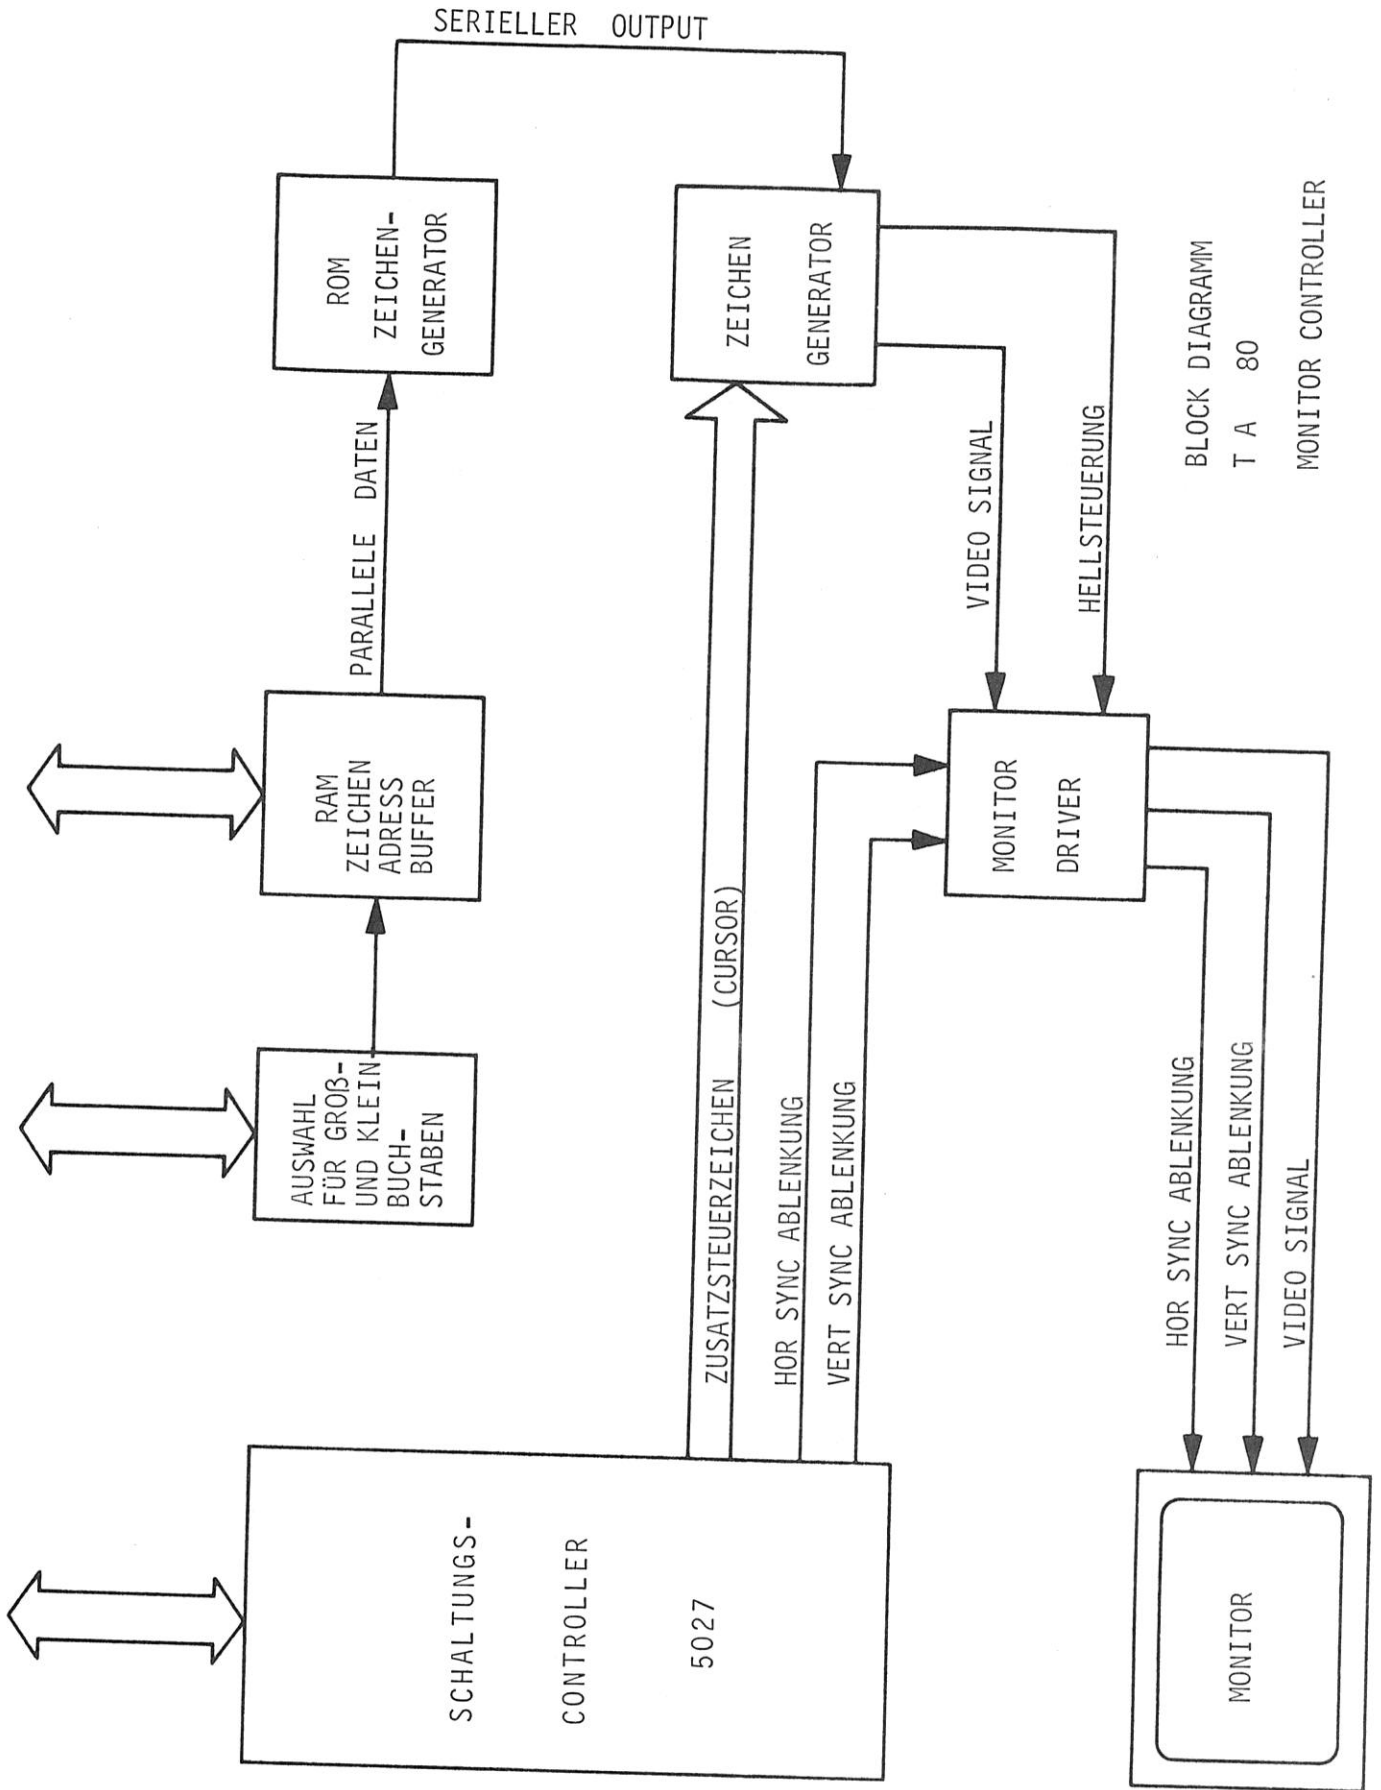 SCHALTUNGS-
CONTROLLER
5027
AUSWAHL
FÜR GROß-
UND KLEIN
BUCH-
STABEN
RAM
ZEICHEN
ADRESS
BUFFER
PARALLELE DATEN
ROM
ZEICHEN-
GENERATOR
SERIELLER OUTPUT
ZUSATZSTEUERZEICHEN (CURSOR)
ZEICHEN
GENERATOR
HOR SYNC ABLENKUNG
VERT SYNC ABLENKUNG
VIDEO SIGNAL
HELLSTEUERUNG
MONITOR
DRIVER
HOR SYNC ABLENKUNG
VERT SYNC ABLENKUNG
VIDEO SIGNAL
MONITOR
BLOCK DIAGRAMM
T A 80
MONITOR CONTROLLER